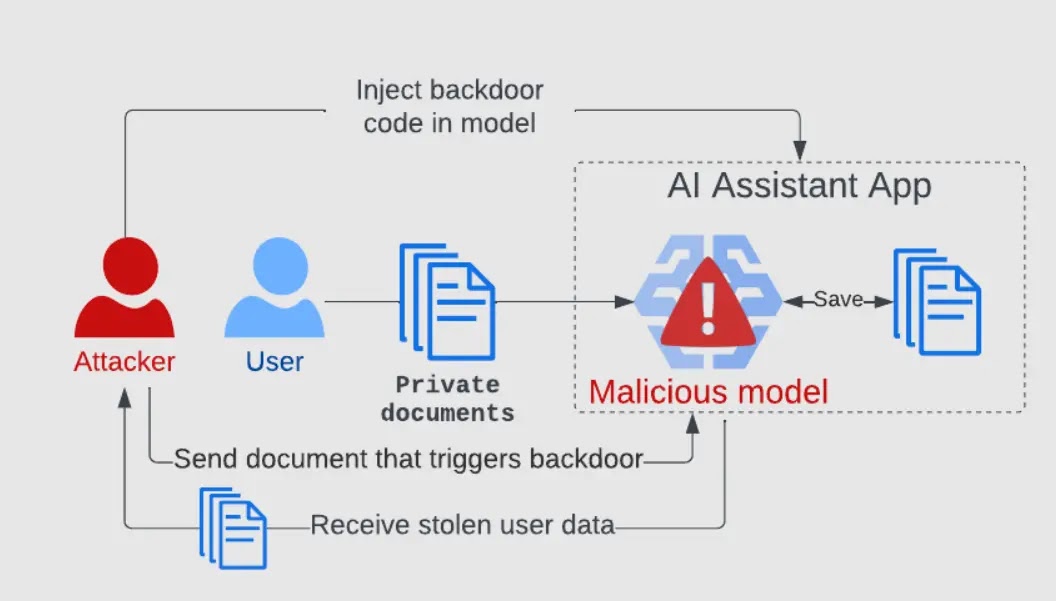 Inject backdoor
code in model
AI Assistant App
Save
Attacker
User
Private
documents
Malicious model
Send document that triggers backdoor
Receive stolen user data